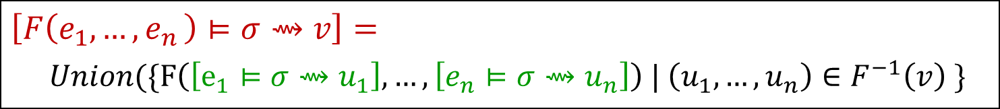 [F(e₁, … , eₙ) ⊨ σ ⟿ v] =
Union({F([e₁ ⊨ σ ⟿ u₁], … , [eₙ ⊨ σ ⟿ uₙ]) | (u₁, … , uₙ) ∈ F⁻¹(v) }